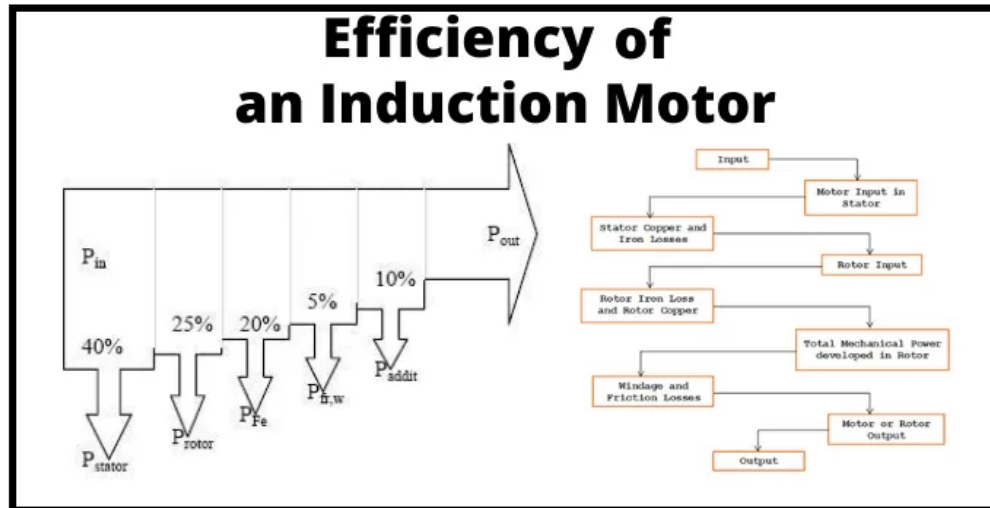 Efficiency of
an Induction Motor
Pin
Pout
40%
25%
20%
5%
10%
Pstator
Protor
PFe
Pfr,w
Paddit
Input
Motor Input in
Stator
Stator Copper and
Iron Losses
Rotor Input
Rotor Iron Loss
and Rotor Copper
Total Mechanical Power
developed in Rotor
Windage and
Friction Losses
Motor or Rotor
Output
Output